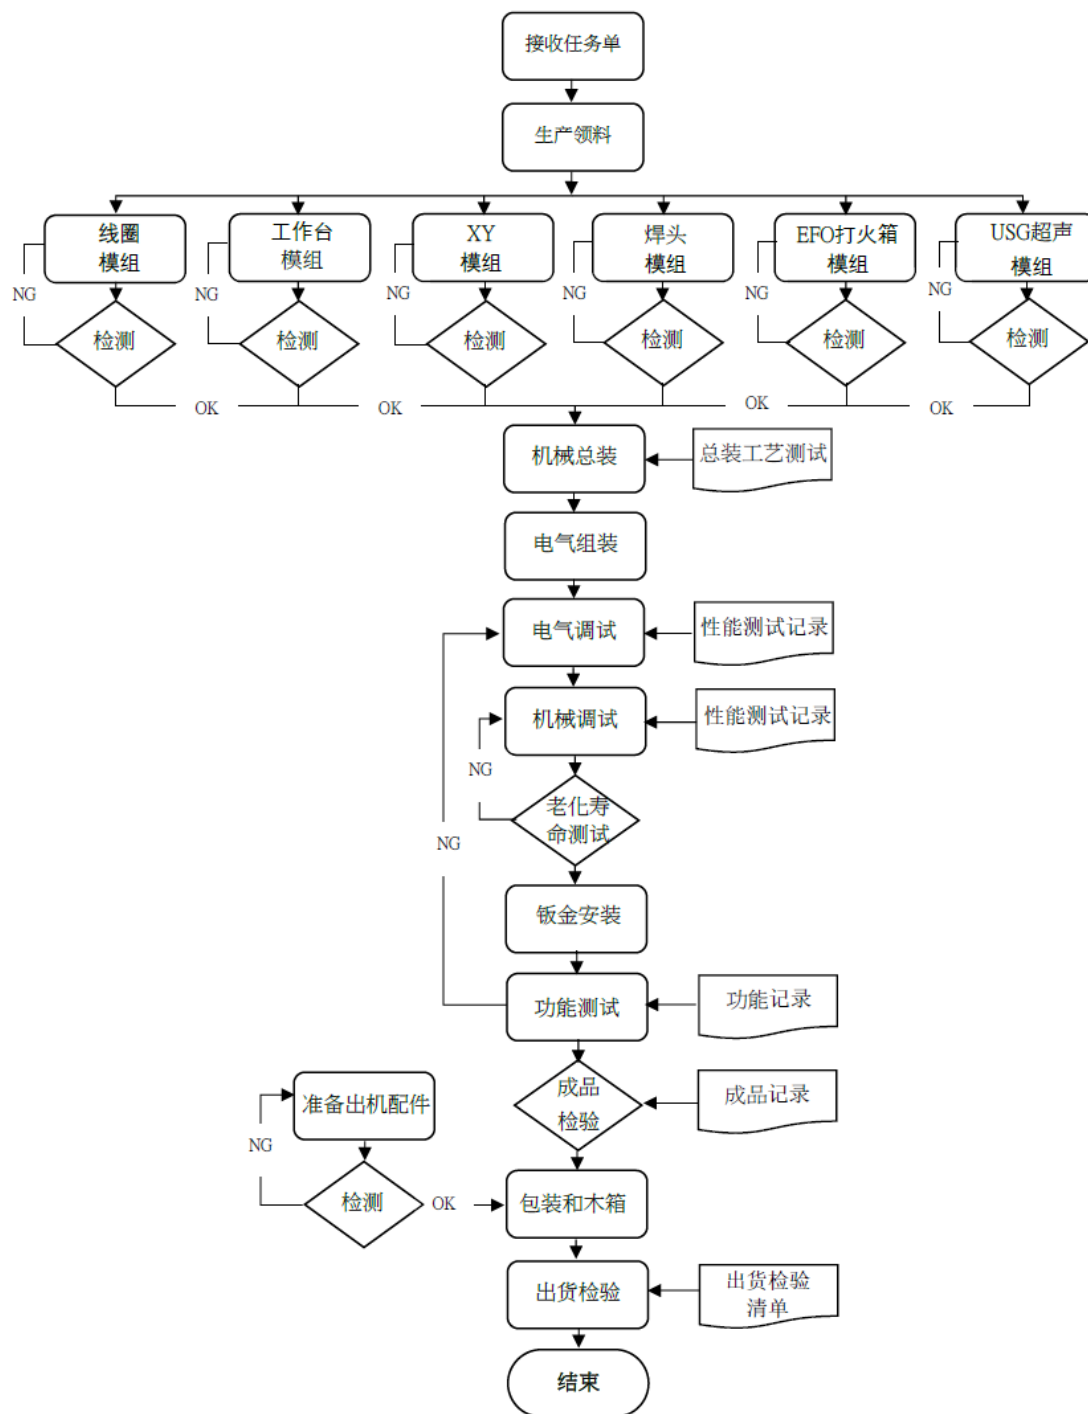 接收任务单
生产领料
线圈
模组
工作台
模组
XY
模组
焊头
模组
EFO打火箱
模组
USG超声
模组
NG
NG
NG
NG
NG
NG
检测
检测
检测
检测
检测
检测
OK
OK
OK
OK
机械总装
总装工艺测试
电气组装
电气调试
性能测试记录
机械调试
性能测试记录
NG
老化寿
命测试
NG
钣金安装
功能测试
功能记录
成品
检验
成品记录
准备出机配件
NG
检测
OK
包装和木箱
出货检验
出货检验
清单
结束